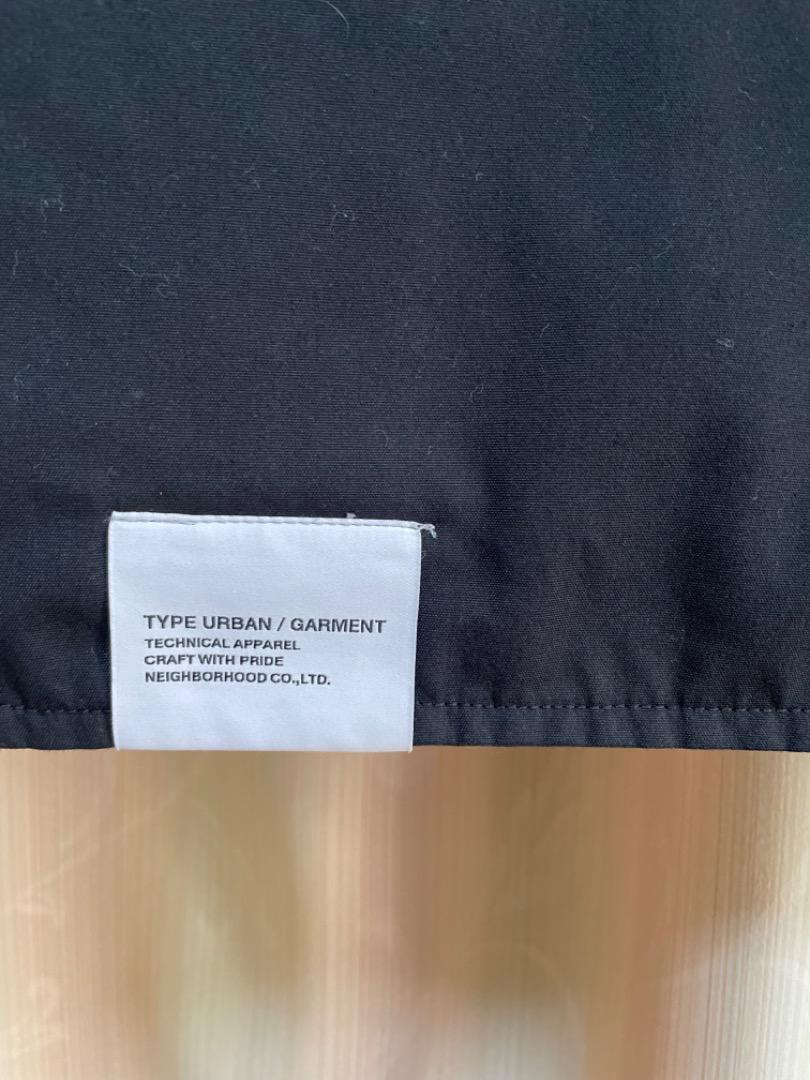 TYPE URBAN / GARMENT
TECHNICAL APPAREL
CRAFT WITH PRIDE
NEIGHBORHOOD CO.,LTD.